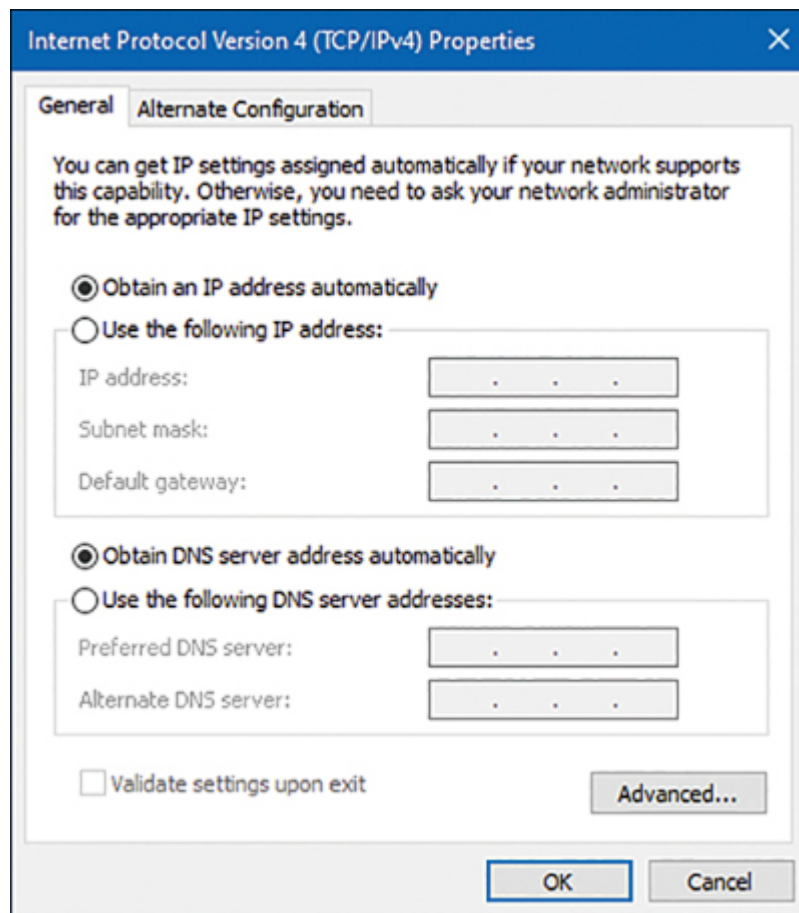 Internet Protocol Version 4 (TCP/IPv4) Properties
General
Alternate Configuration
You can get IP settings assigned automatically if your network supports
this capability. Otherwise, you need to ask your network administrator
for the appropriate IP settings.
Obtain an IP address automatically
Use the following IP address:
IP address:
Subnet mask:
Default gateway:
Obtain DNS server address automatically
Use the following DNS server addresses:
Preferred DNS server:
Alternate DNS server:
Validate settings upon exit
Advanced...
OK
Cancel